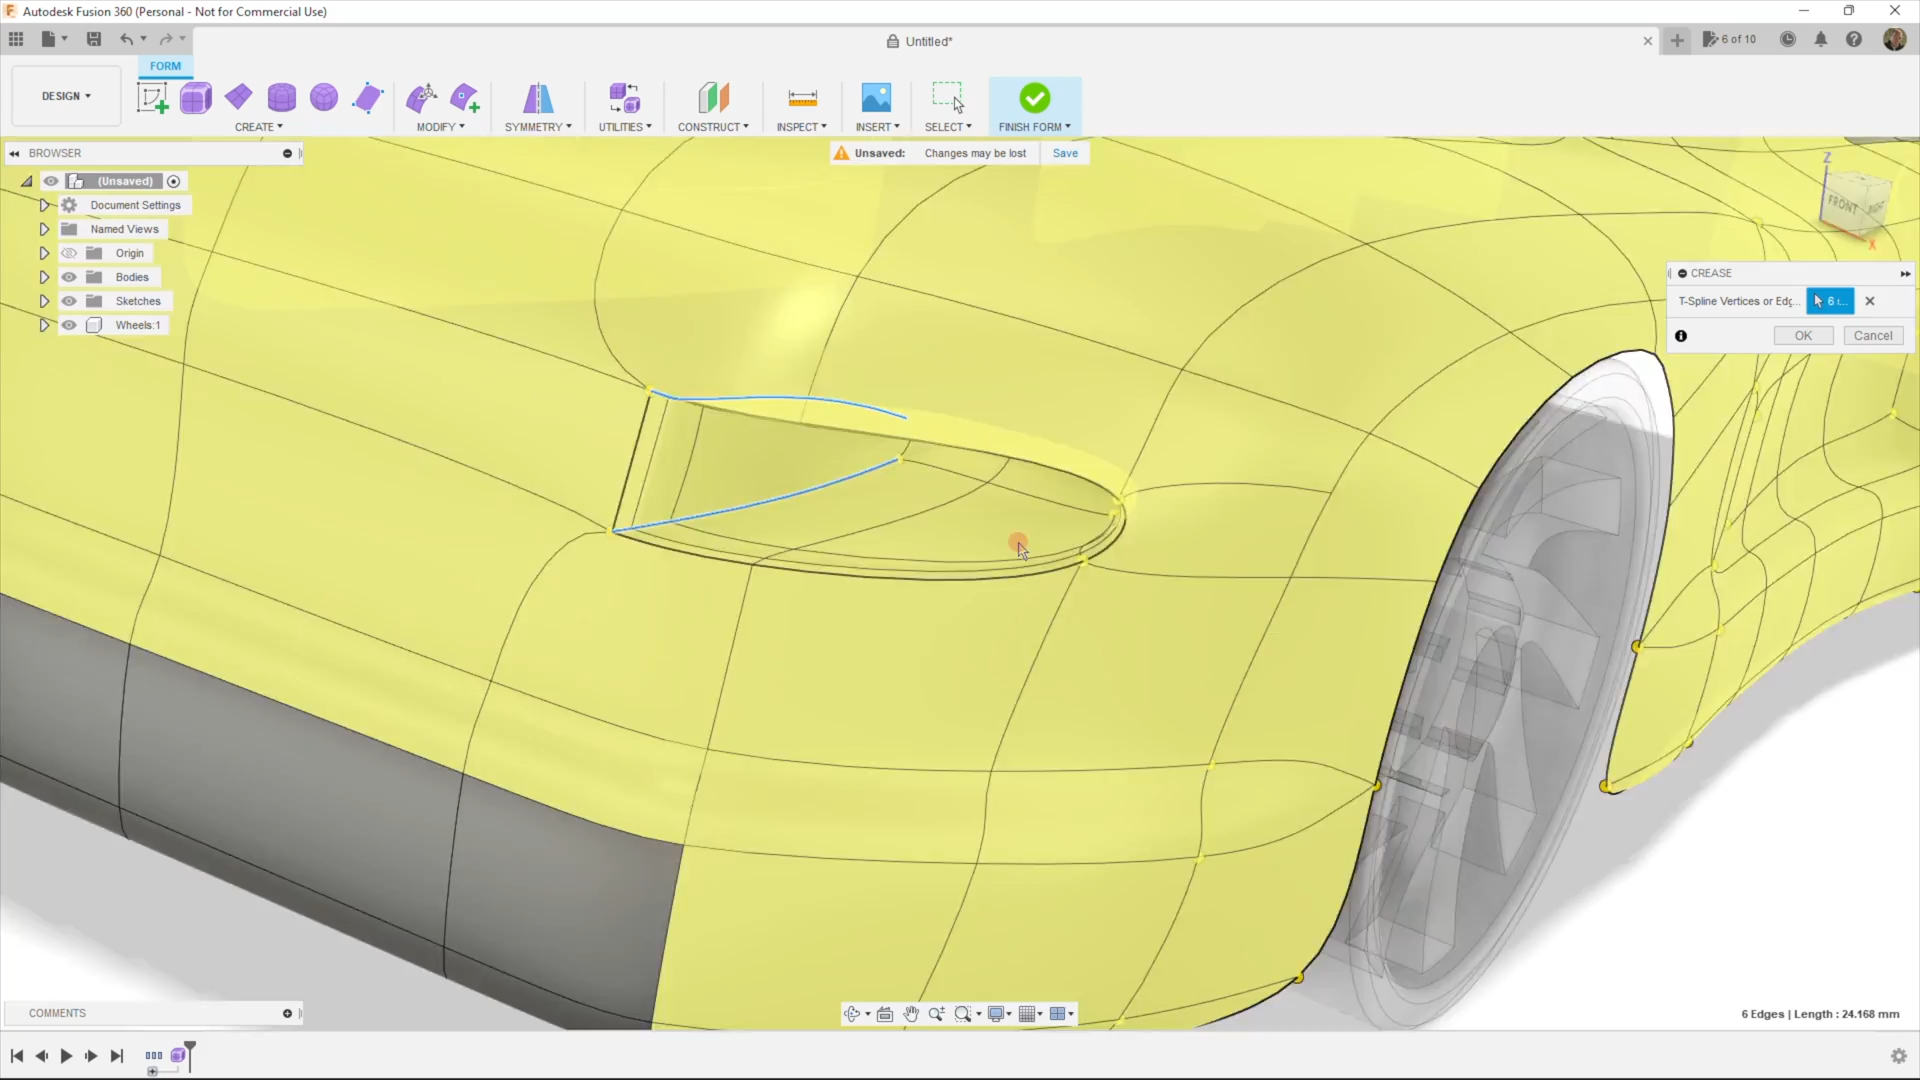 Autodesk Fusion 360 (Personal - Not for Commercial Use)
Untitled*
6 of 10
FORM
DESIGN
CREATE
MODIFY
SYMMETRY
UTILITIES
CONSTRUCT
INSPECT
INSERT
SELECT
FINISH FORM
BROWSER
Unsaved: Changes may be lost Save
(Unsaved)
Document Settings
Named Views
Origin
Bodies
Sketches
Wheels:1
Z
FRONT
RIGHT
X
CREASE
T-Spline Vertices or Edg... 6 r...
OK Cancel
COMMENTS
6 Edges | Length : 24.168 mm